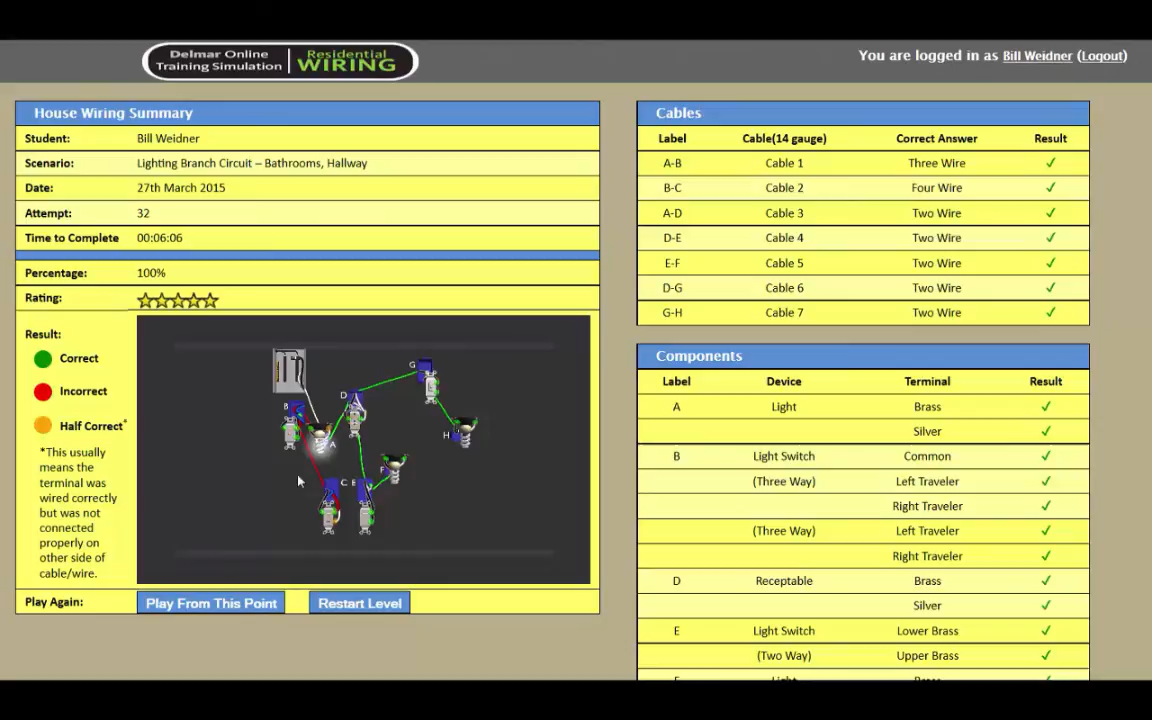 Delmar Online
Training Simulation
Residential
WIRING
You are logged in as Bill Weidner (Logout)
House Wiring Summary
Student: Bill Weidner
Scenario: Lighting Branch Circuit – Bathrooms, Hallway
Date: 27th March 2015
Attempt: 32
Time to Complete 00:06:06
Percentage: 100%
Rating:
Result:
Correct
Incorrect
Half Correct*
*This usually
means the
terminal was
wired correctly
but was not
connected
properly on
other side of
cable/wire.
G
D
B
A
H
F
C E
Play Again: Play From This Point Restart Level
Cables
Label Cable(14 gauge) Correct Answer Result
A-B Cable 1 Three Wire ✓
B-C Cable 2 Four Wire ✓
A-D Cable 3 Two Wire ✓
D-E Cable 4 Two Wire ✓
E-F Cable 5 Two Wire ✓
D-G Cable 6 Two Wire ✓
G-H Cable 7 Two Wire ✓
Components
Label Device Terminal Result
A Light Brass ✓
Silver ✓
B Light Switch Common ✓
(Three Way) Left Traveler ✓
Right Traveler ✓
(Three Way) Left Traveler ✓
Right Traveler ✓
D Receptable Brass ✓
Silver ✓
E Light Switch Lower Brass ✓
(Two Way) Upper Brass ✓